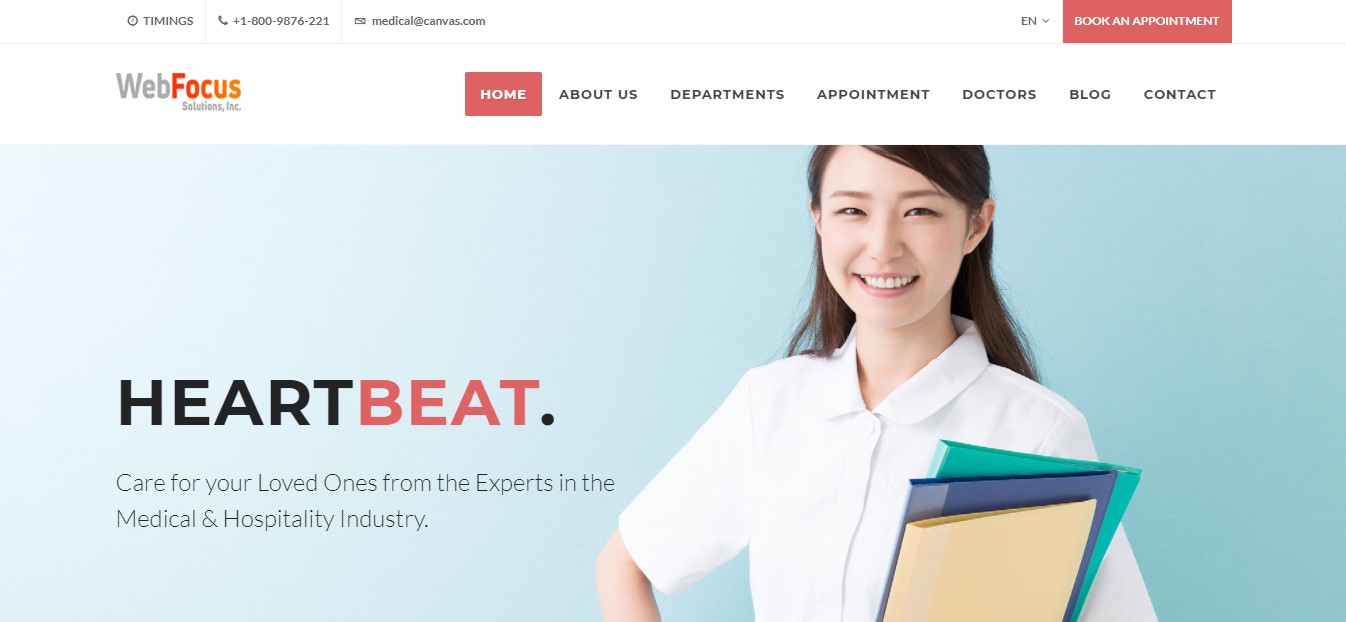 TIMINGS
+1-800-9876-221
medical@canvas.com
EN
BOOK AN APPOINTMENT
WebFocus
Solutions, Inc.
HOME
ABOUT US
DEPARTMENTS
APPOINTMENT
DOCTORS
BLOG
CONTACT
HEARTBEAT.
Care for your Loved Ones from the Experts in the
Medical & Hospitality Industry.